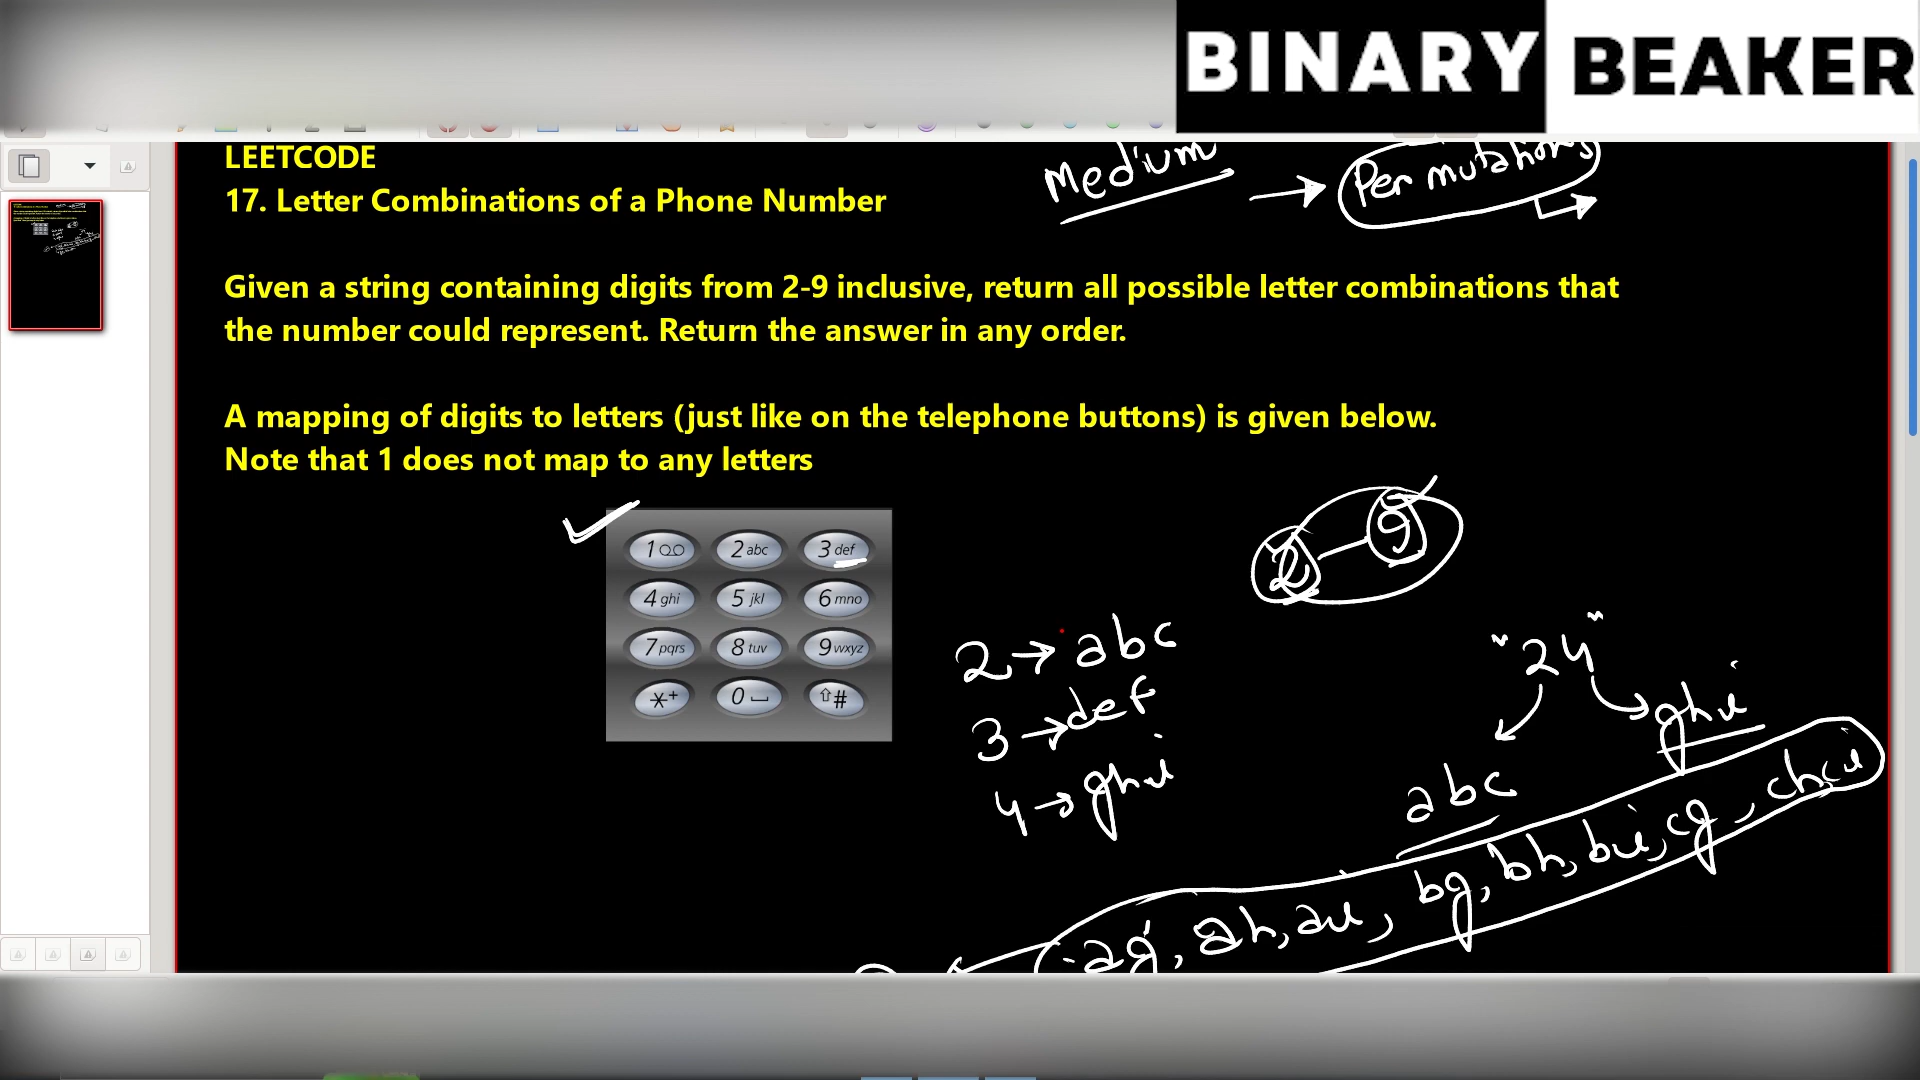 BINARY BEAKER
LEETCODE
17. Letter Combinations of a Phone Number
Medium → Permutations
Given a string containing digits from 2-9 inclusive, return all possible letter combinations that
the number could represent. Return the answer in any order.
A mapping of digits to letters (just like on the telephone buttons) is given below.
Note that 1 does not map to any letters
1 2 abc 3 def
4 ghi 5 jkl 6 mno
7 pqrs 8 tuv 9 wxyz
*+ 0 ⇧#
2 — 9
2 → abc
3 → def
4 → ghi
"24"
ghi
abc
ag, ah, ai, bg, bh, bi, cg, ch, ci